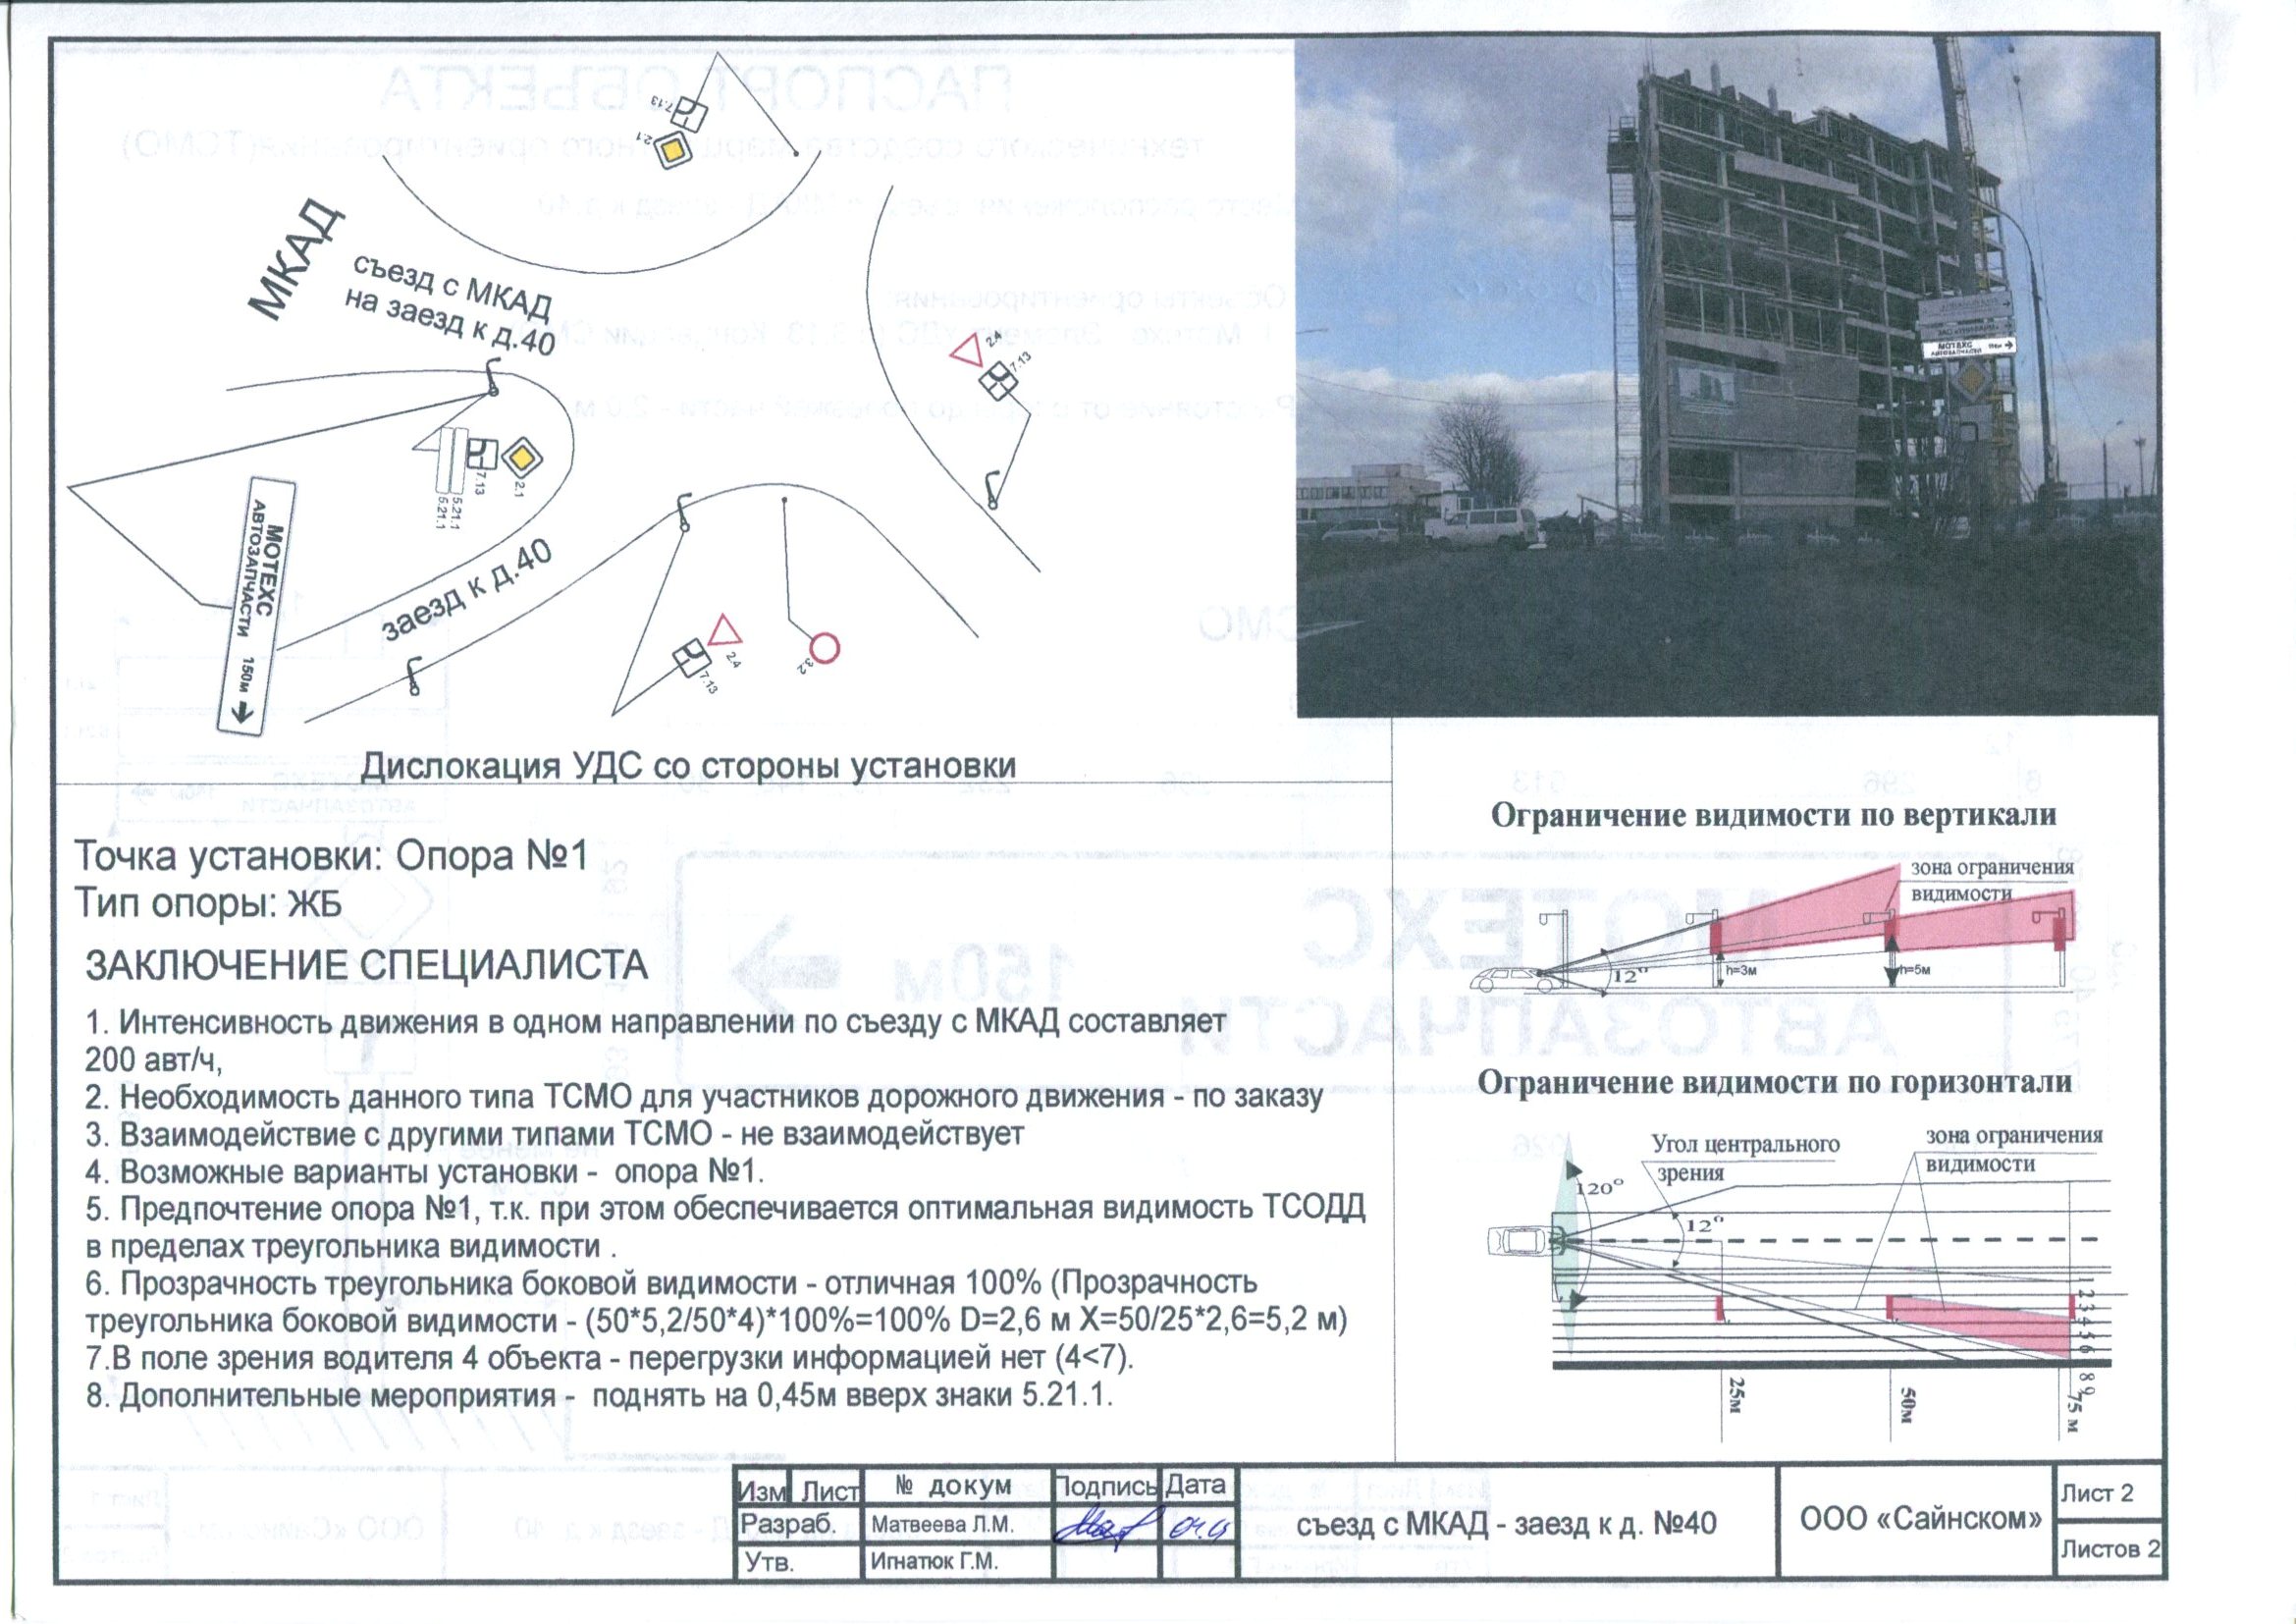 7.13
2.1
МКАД
съезд с МКАД
на заезд к д.40
2.4
7.13
7.13
2.1
5.21.1
5.21.1
МОТЕХС
АВТОЗАПЧАСТИ 150м
заезд к д.40
2.4
7.13
3.2
МОТЕХС
АВТОЗАПЧАСТИ
Дислокация УДС со стороны установки
Точка установки: Опора №1
Тип опоры: ЖБ
ЗАКЛЮЧЕНИЕ СПЕЦИАЛИСТА
1. Интенсивность движения в одном направлении по съезду с МКАД составляет
200 авт/ч,
2. Необходимость данного типа ТСМО для участников дорожного движения - по заказу
3. Взаимодействие с другими типами ТСМО - не взаимодействует
4. Возможные варианты установки - опора №1.
5. Предпочтение опора №1, т.к. при этом обеспечивается оптимальная видимость ТСОДД
в пределах треугольника видимости .
6. Прозрачность треугольника боковой видимости - отличная 100% (Прозрачность
треугольника боковой видимости - (50*5,2/50*4)*100%=100% D=2,6 м X=50/25*2,6=5,2 м)
7.В поле зрения водителя 4 объекта - перегрузки информацией нет (4<7).
8. Дополнительные мероприятия - поднять на 0,45м вверх знаки 5.21.1.
Ограничение видимости по вертикали
зона ограничения
видимости
12°
h=3м
h=5м
Ограничение видимости по горизонтали
Угол центрального
зрения
зона ограничения
видимости
120°
12°
1 2 3 4 5 6
8 9
25м
50м
75 м
Изм Лист № докум Подпись Дата
Разраб. Матвеева Л.М.
Утв. Игнатюк Г.М.
съезд с МКАД - заезд к д. №40
ООО «Сайнском»
Лист 2
Листов 2